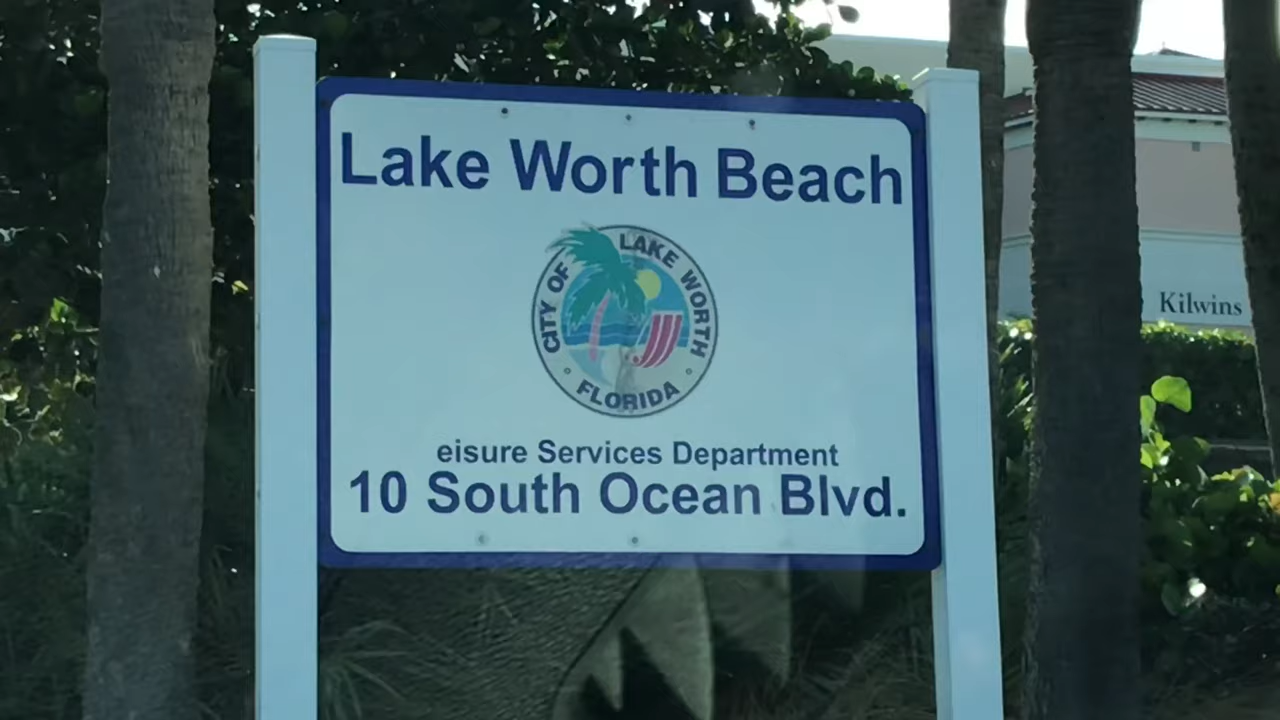 Lake Worth Beach
CITY OF LAKE WORTH
FLORIDA
eisure Services Department
10 South Ocean Blvd.
Kilwins